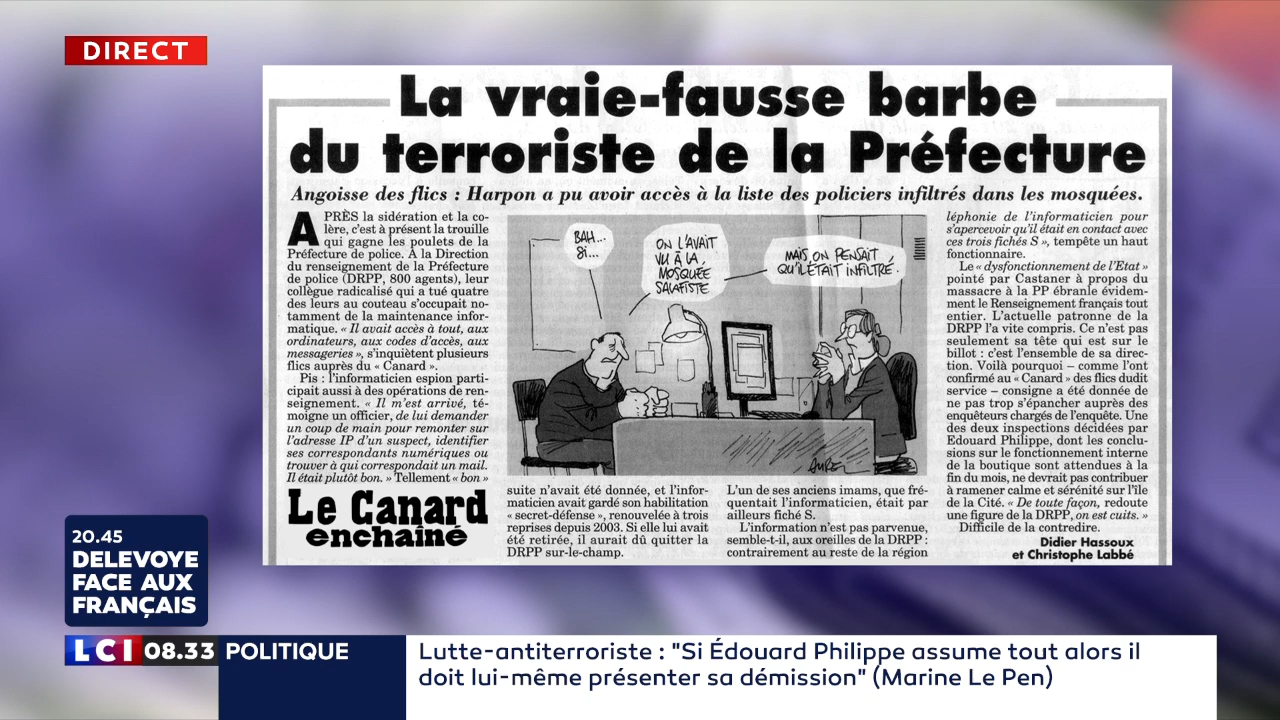 DIRECT
La vraie-fausse barbe
du terroriste de la Préfecture
Angoisse des flics : Harpon a pu avoir accès à la liste des policiers infiltrés dans les mosquées.
APRÈS la sidération et la co-
lère, c'est à présent la trouille
qui gagne les poulets de la
Préfecture de police. À la Direction
du renseignement de la Préfecture
de police (DRPP, 800 agents), leur
collègue radicalisé qui a tué quatre
des leurs au couteau s'occupait no-
tamment de la maintenance infor-
matique. « Il avait accès à tout, aux
ordinateurs, aux codes d'accès, aux
messageries », s'inquiètent plusieurs
flics auprès du « Canard ».
Pis : l'informaticien espion parti-
cipait aussi à des opérations de ren-
seignement. « Il m'est arrivé, té-
moigne un officier, de lui demander
un coup de main pour remonter sur
l'adresse IP d'un suspect, identifier
ses correspondants numériques ou
trouver à qui correspondait un mail.
Il était plutôt bon. » Tellement « bon »
Le Canard
enchaîné
BAH...
SI...
ON L'AVAIT
VU À LA
MOSQUÉE
SALAFISTE
MAIS ON PENSAIT
QU'IL ÉTAIT INFILTRÉ.
AUREL
suite n'avait été donnée, et l'infor-
maticien avait gardé son habilitation
« secret-défense », renouvelée à trois
reprises depuis 2003. Si elle lui avait
été retirée, il aurait dû quitter la
DRPP sur-le-champ.
L'un de ses anciens imams, que fré-
quentait l'informaticien, était par
ailleurs fiché S.
L'information n'est pas parvenue,
semble-t-il, aux oreilles de la DRPP :
contrairement au reste de la région
léphonie de l'informaticien pour
s'apercevoir qu'il était en contact avec
ces trois fichés S », tempête un haut
fonctionnaire.
Le « dysfonctionnement de l'Etat »
pointé par Castaner à propos du
massacre à la PP ébranle évidem-
ment le Renseignement français tout
entier. L'actuelle patronne de la
DRPP l'a vite compris. Ce n'est pas
seulement sa tête qui est sur le
billot : c'est l'ensemble de sa direc-
tion. Voilà pourquoi – comme l'ont
confirmé au « Canard » des flics dudit
service – consigne a été donnée de
ne pas trop s'épancher auprès des
enquêteurs chargés de l'enquête. Une
des deux inspections décidées par
Edouard Philippe, dont les conclu-
sions sur le fonctionnement interne
de la boutique sont attendues à la
fin du mois, ne devrait pas contribuer
à ramener calme et sérénité sur l'île
de la Cité. « De toute façon, redoute
une figure de la DRPP, on est cuits. »
Difficile de la contredire.
Didier Hassoux
et Christophe Labbé
20.45
DELEVOYE
FACE AUX
FRANÇAIS
LCI 08.33 POLITIQUE
Lutte-antiterroriste : "Si Édouard Philippe assume tout alors il
doit lui-même présenter sa démission" (Marine Le Pen)